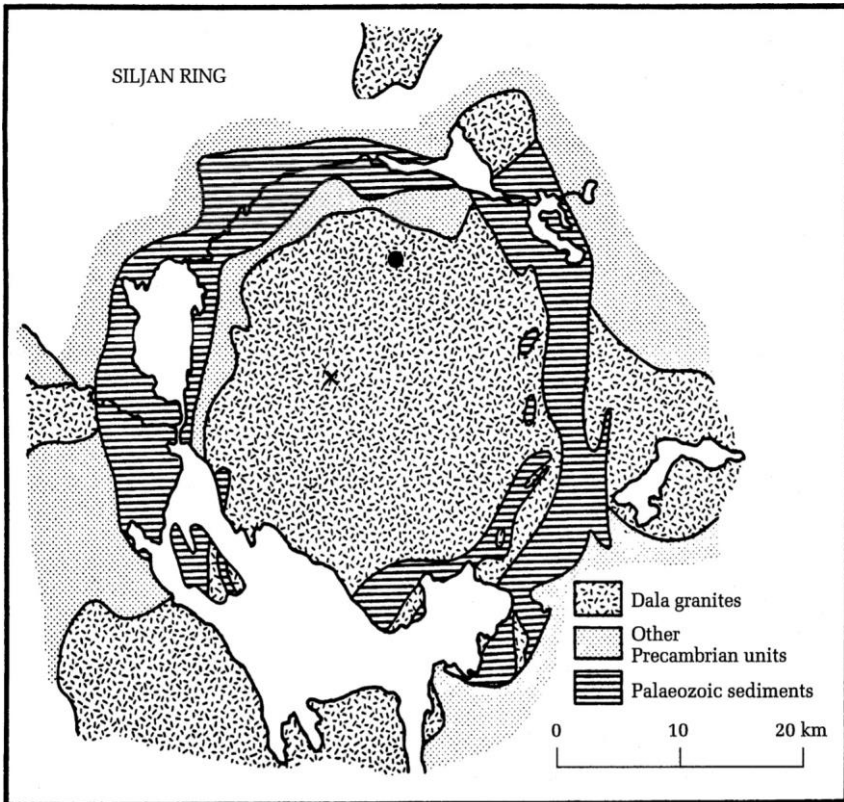 SILJAN RING
Dala granites
Other
Precambrian units
Palaeozoic sediments
0 10 20 km